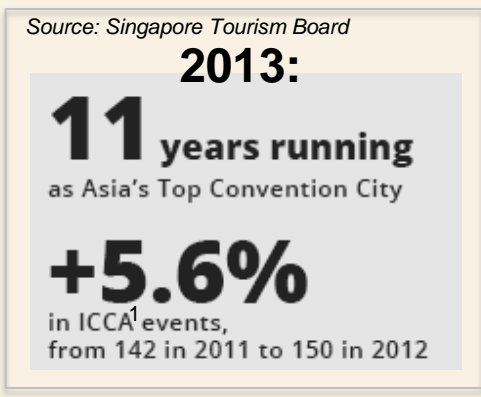 Source: Singapore Tourism Board
2013:
11 years running
as Asia's Top Convention City
+5.6%
in ICCA1 events,
from 142 in 2011 to 150 in 2012